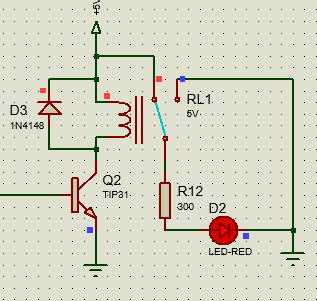 +5V
D3
1N4148
RL1
5V
Q2
TIP31
R12
300
D2
LED-RED